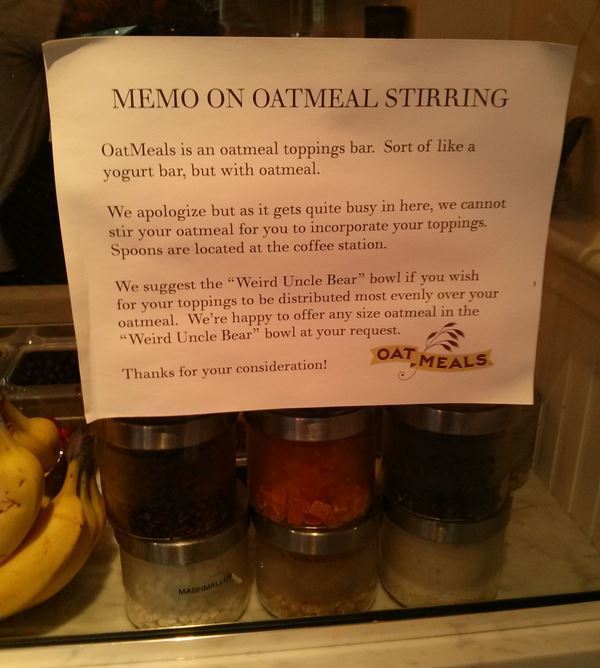 MEMO ON OATMEAL STIRRING
OatMeals is an oatmeal toppings bar. Sort of like a
yogurt bar, but with oatmeal.
We apologize but as it gets quite busy in here, we cannot
stir your oatmeal for you to incorporate your toppings.
Spoons are located at the coffee station.
We suggest the “Weird Uncle Bear” bowl if you wish
for your toppings to be distributed most evenly over your
oatmeal. We’re happy to offer any size oatmeal in the
“Weird Uncle Bear” bowl at your request.
Thanks for your consideration!
OAT MEALS